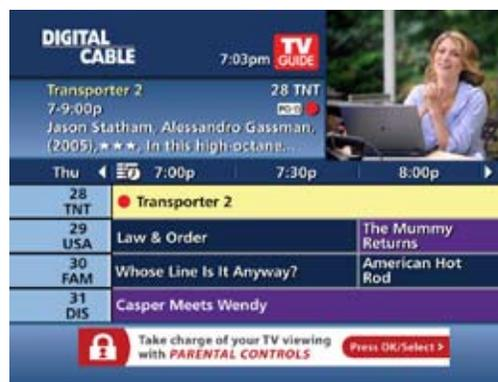 DIGITAL
CABLE
7:03pm
TV
GUIDE
Transporter 2
28 TNT
7-9:00p
PG-13
Jason Statham, Alessandro Gassman,
(2005), ★★★, In this high-octane...
Thu
7:00p
7:30p
8:00p
28
TNT
Transporter 2
29
USA
Law & Order
The Mummy
Returns
30
FAM
Whose Line Is It Anyway?
American Hot
Rod
31
DIS
Casper Meets Wendy
Take charge of your TV viewing
with PARENTAL CONTROLS
Press OK/Select >